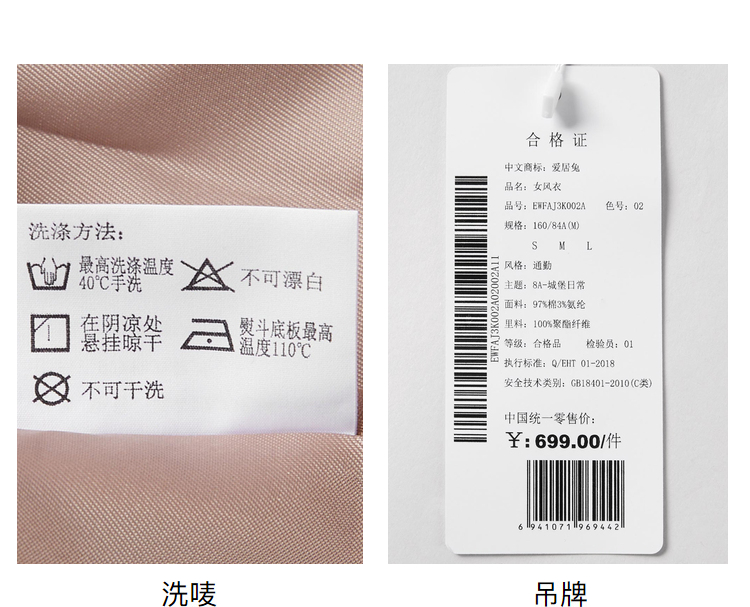 洗涤方法:
最高洗涤温度
40℃手洗
不可漂白
在阴凉处
悬挂晾干
熨斗底板最高
温度110℃
不可干洗
洗唛
合格证
中文商标: 爱居兔
品名: 女风衣
品号: EWFAJ3K002A 色号: 02
规格: 160/84A(M)
S M L
风格: 通勤
主题: 8A-城堡日常
面料: 97%棉3%氨纶
里料: 100%聚酯纤维
等级: 合格品 检验员: 01
执行标准: Q/EHT 01-2018
安全技术类别: GB18401-2010(C类)
EWFAJ3K002A02002A11
中国统一零售价:
¥: 699.00/件
6 941071 969442
吊牌